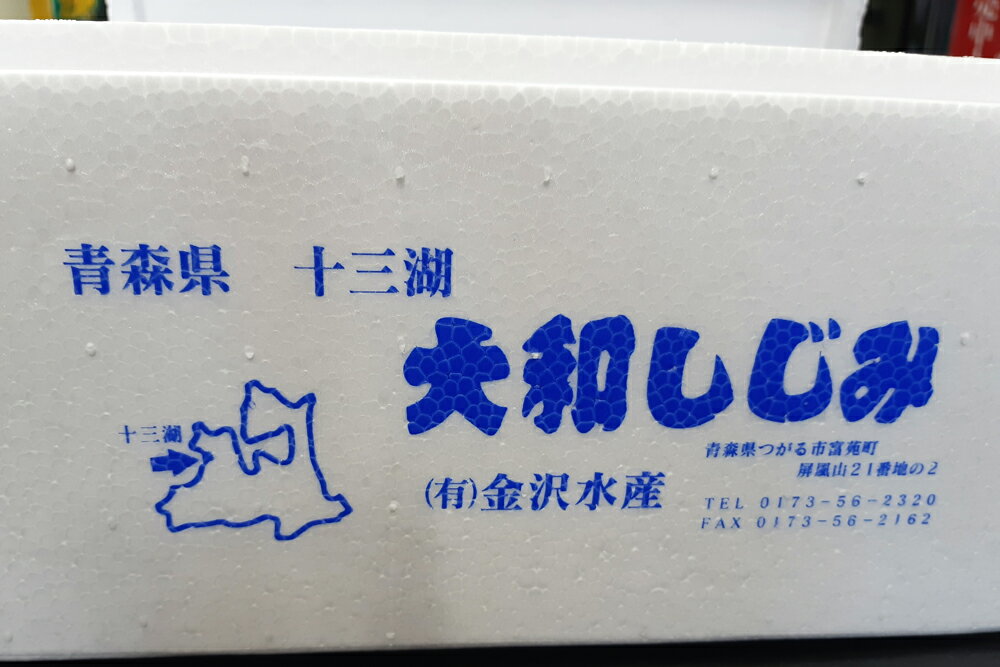 青森県 十三湖
大和しじみ
十三湖
(有)金沢水産
青森県つがる市富萢町
屏風山21番地の2
TEL 0173-56-2320
FAX 0173-56-2162